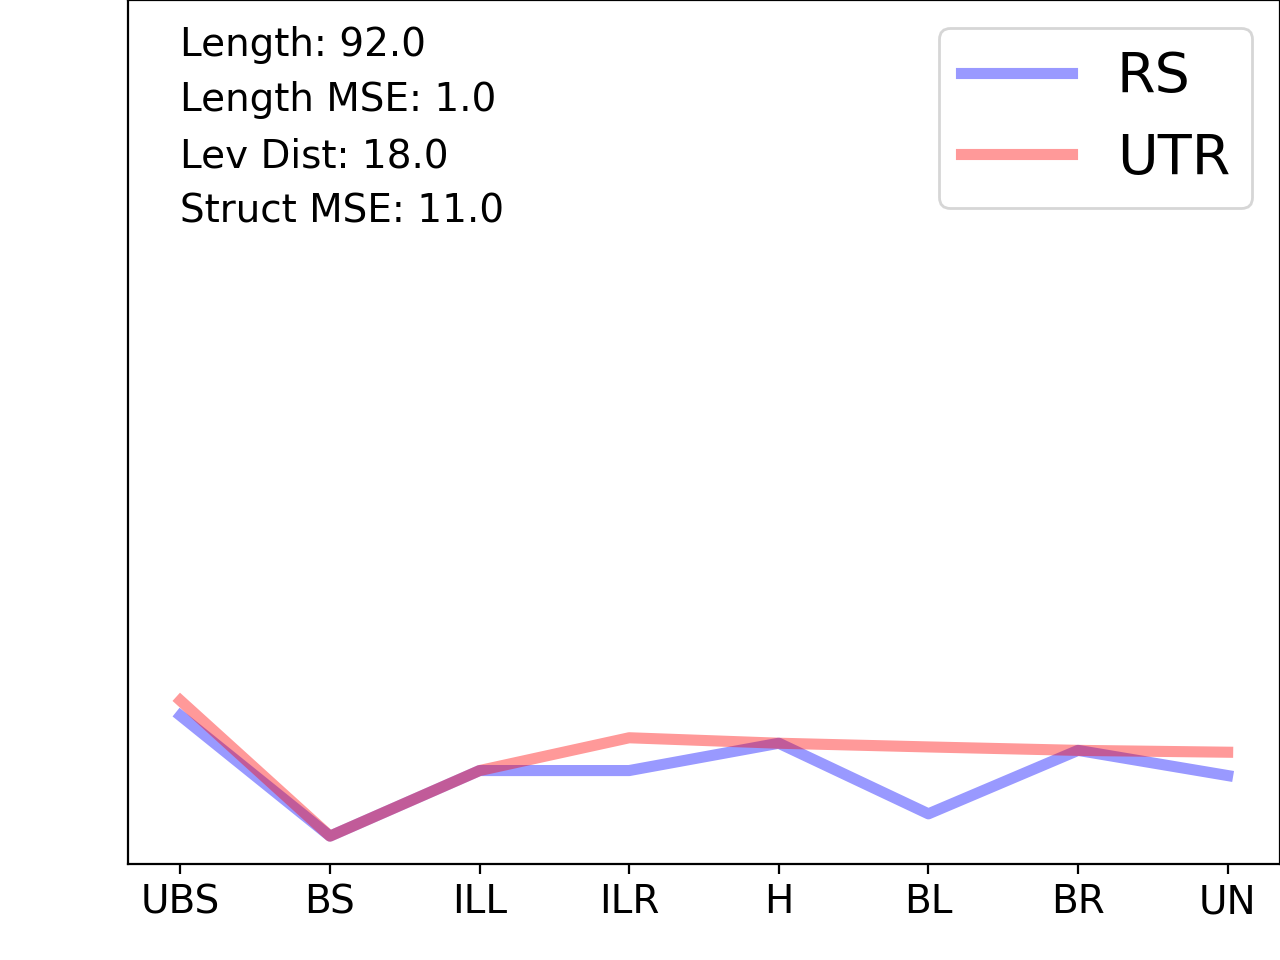 Length: 92.0
Length MSE: 1.0
Lev Dist: 18.0
Struct MSE: 11.0
RS
UTR
UBS BS ILL ILR H BL BR UN